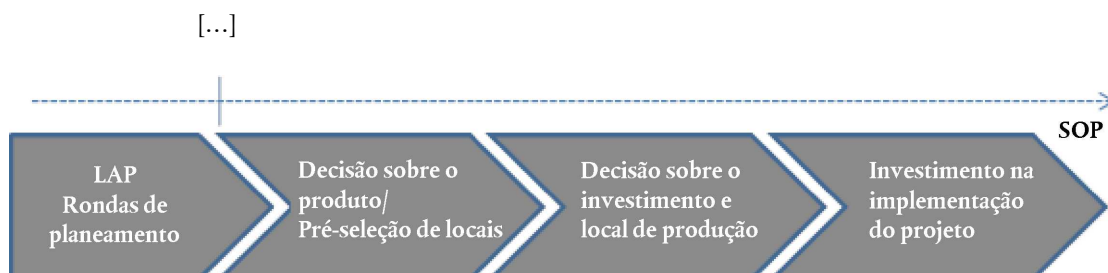 […]
SOP
LAP
Rondas de
planeamento
Decisão sobre o
produto/
Pré-seleção de locais
Decisão sobre o
investimento e
local de produção
Investimento na
implementação
do projeto